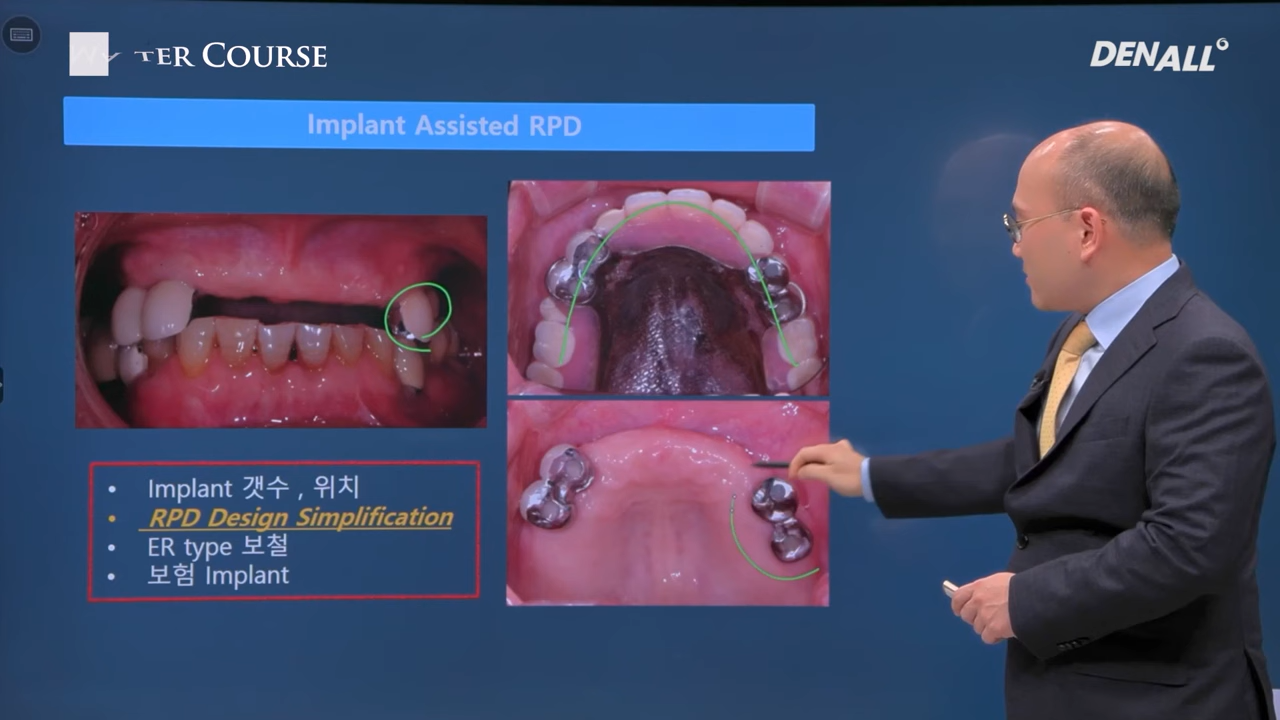 TER COURSE
DENALL
Implant Assisted RPD
• Implant 갯수 , 위치
• RPD Design Simplification
• ER type 보철
• 보험 Implant